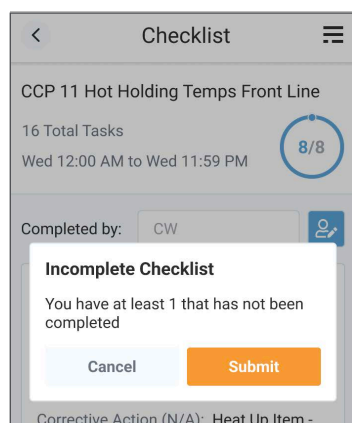 Checklist
CCP 11 Hot Holding Temps Front Line
16 Total Tasks
Wed 12:00 AM to Wed 11:59 PM
8/8
Completed by: CW
Incomplete Checklist
You have at least 1 that has not been
completed
Cancel Submit
Corrective Action (N/A): Heat Up Item -